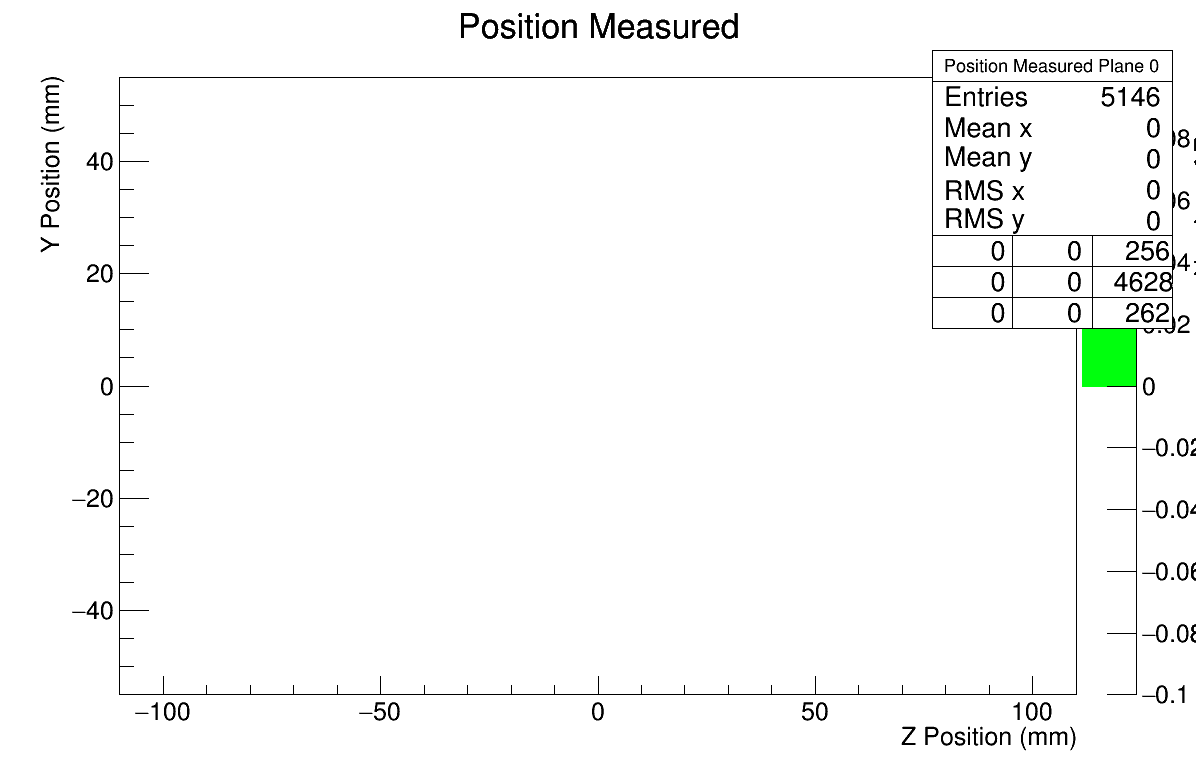 Position Measured
Position Measured Plane 0
Entries 5146
Mean x 0
Mean y 0
RMS x 0
RMS y 0
0 0 256
0 0 4628
0 0 262
Y Position (mm)
40
20
0
−20
−40
−100 −50 0 50 100
Z Position (mm)
0
−0.02
−0.04
−0.06
−0.08
−0.1